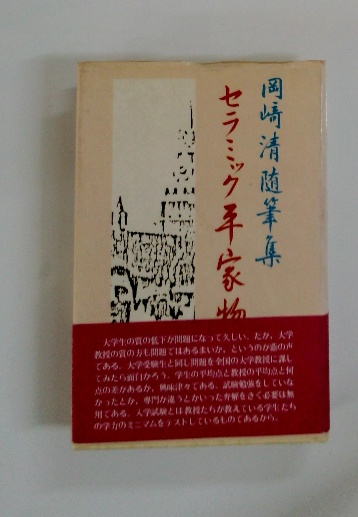 岡﨑清随筆集
セラミック平家物
大学生の質の低下が問題になって久しい。だが、大学
教授の質の方も問題ではあるまいか、というのが蔭の声
である。大学受験生と同じ問題を全国の大学教授に課し
てみたら面白かろう。学生の平均点と教授の平均点と何
点の差があるか、興味津々である。試験勉強をしていな
かったとか、専門が違うとかいった弁解をきく必要は無
用である。入学試験とは教授たちが教えている学生たち
の学力のミニマムをテストしているものであるから。